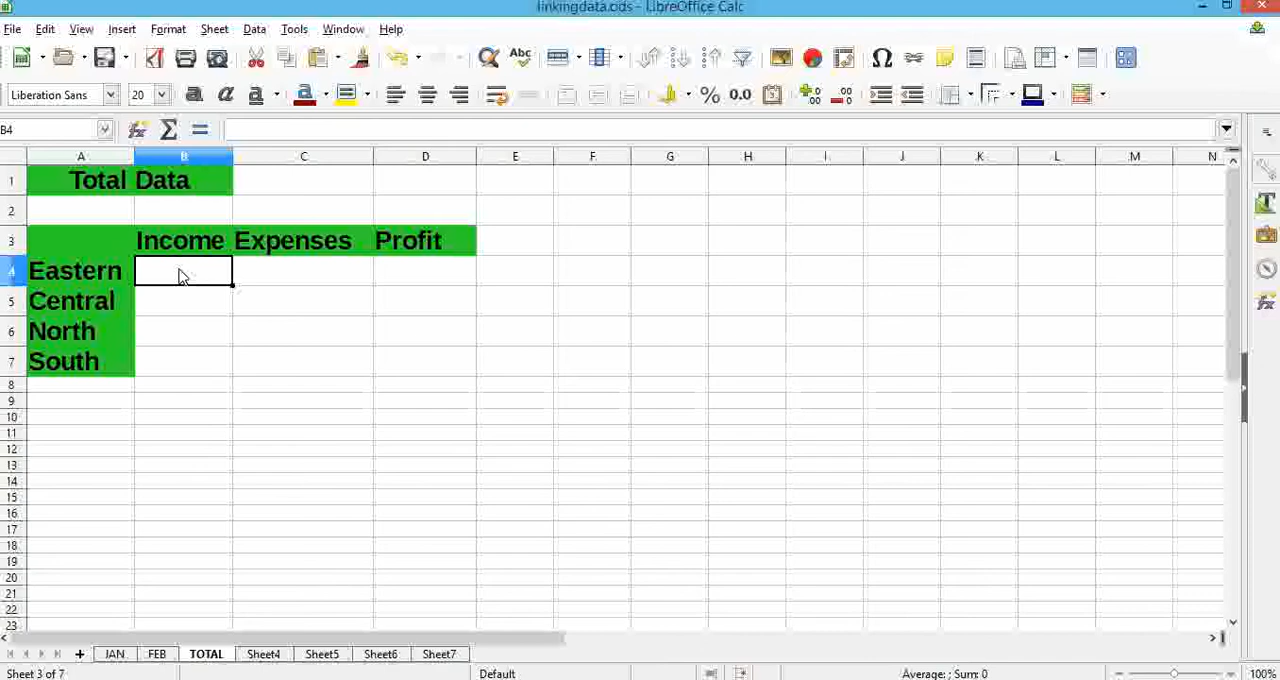 linkingdata.ods - LibreOffice Calc
File Edit View Insert Format Sheet Data Tools Window Help
Liberation Sans 20 a a a a % 0.0
B4 fx Σ =
A B C D E F G H I J K L M N
1 Total Data
2
3 Income Expenses Profit
4 Eastern
5 Central
6 North
7 South
8
9
10
11
12
13
14
15
16
17
18
19
20
21
22
23
+ JAN FEB TOTAL Sheet4 Sheet5 Sheet6 Sheet7
Sheet 3 of 7 Default Average: ; Sum: 0 100%